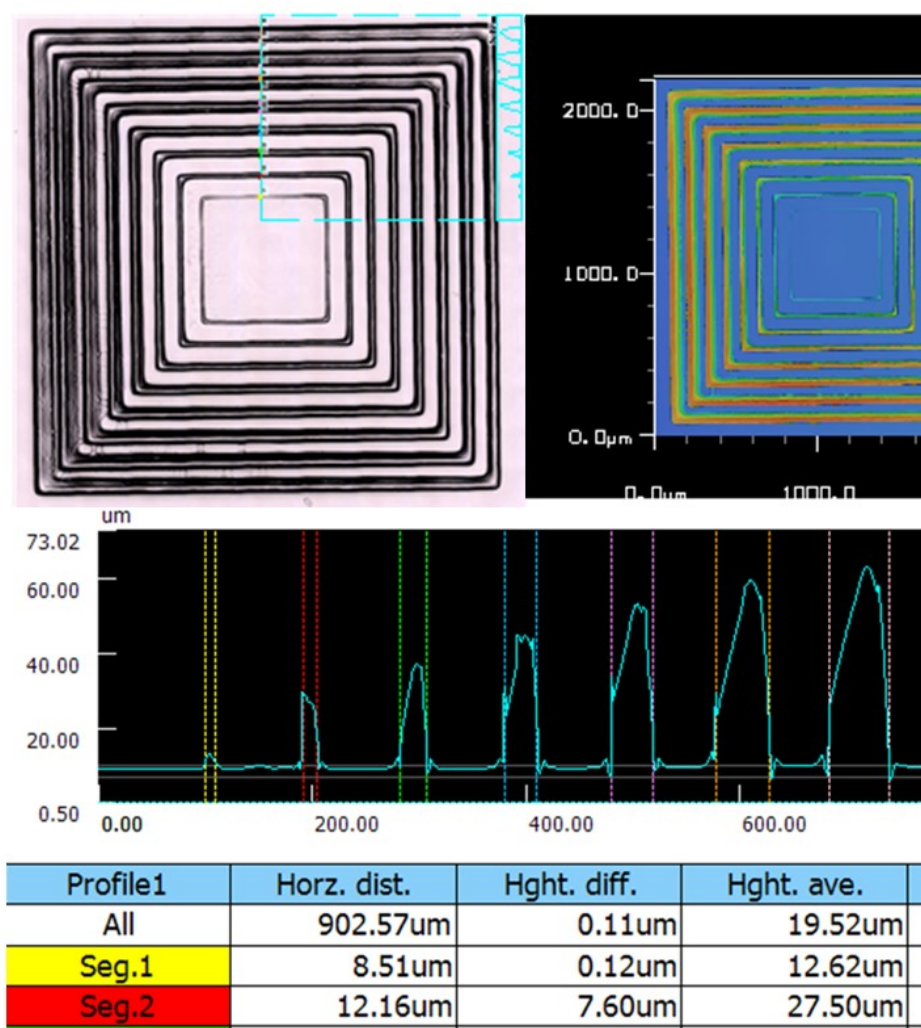 2000.0
1000.0
0.0μm
0.0μm 1000.0
um
73.02
60.00
40.00
20.00
0.50
0.00 200.00 400.00 600.00
Profile1 Horz. dist. Hght. diff. Hght. ave.
All 902.57um 0.11um 19.52um
Seg.1 8.51um 0.12um 12.62um
Seg.2 12.16um 7.60um 27.50um